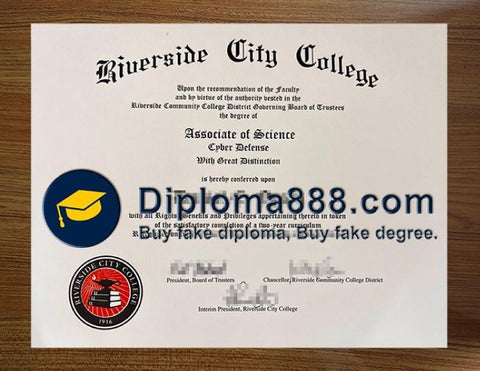 Riverside City College
Upon the recommendation of the Faculty
and by virtue of the authority vested in the
Riverside Community College District Governing Board of Trustees
the degree of
Associate of Science
Cyber Defense
With Great Distinction
is hereby conferred upon
Diploma888.com
with all Rights, Benefits and Privileges appertaining thereto in token
of the satisfactory completion of a two-year curriculum
Buy fake diploma, Buy fake degree.
President, Board of Trustees
Chancellor, Riverside Community College District
Interim President, Riverside City College
RIVERSIDE CITY COLLEGE
1916